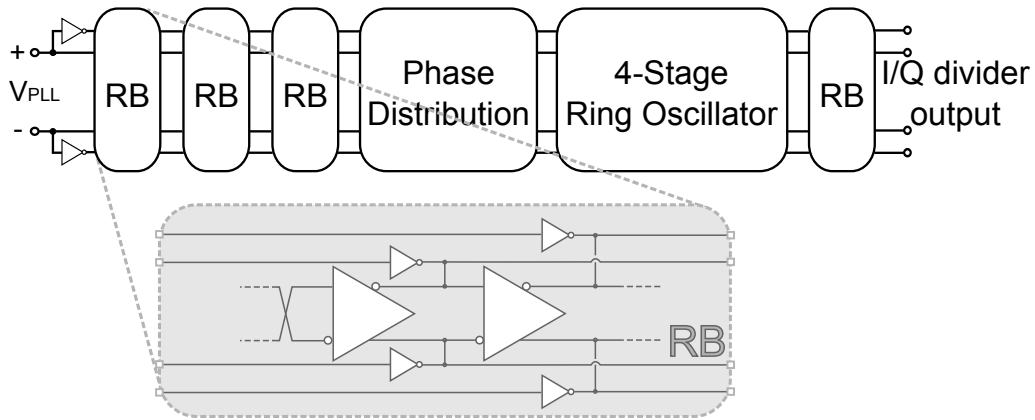 +
VPLL
-
RB
RB
RB
Phase
Distribution
4-Stage
Ring Oscillator
RB
I/Q divider
output
RB